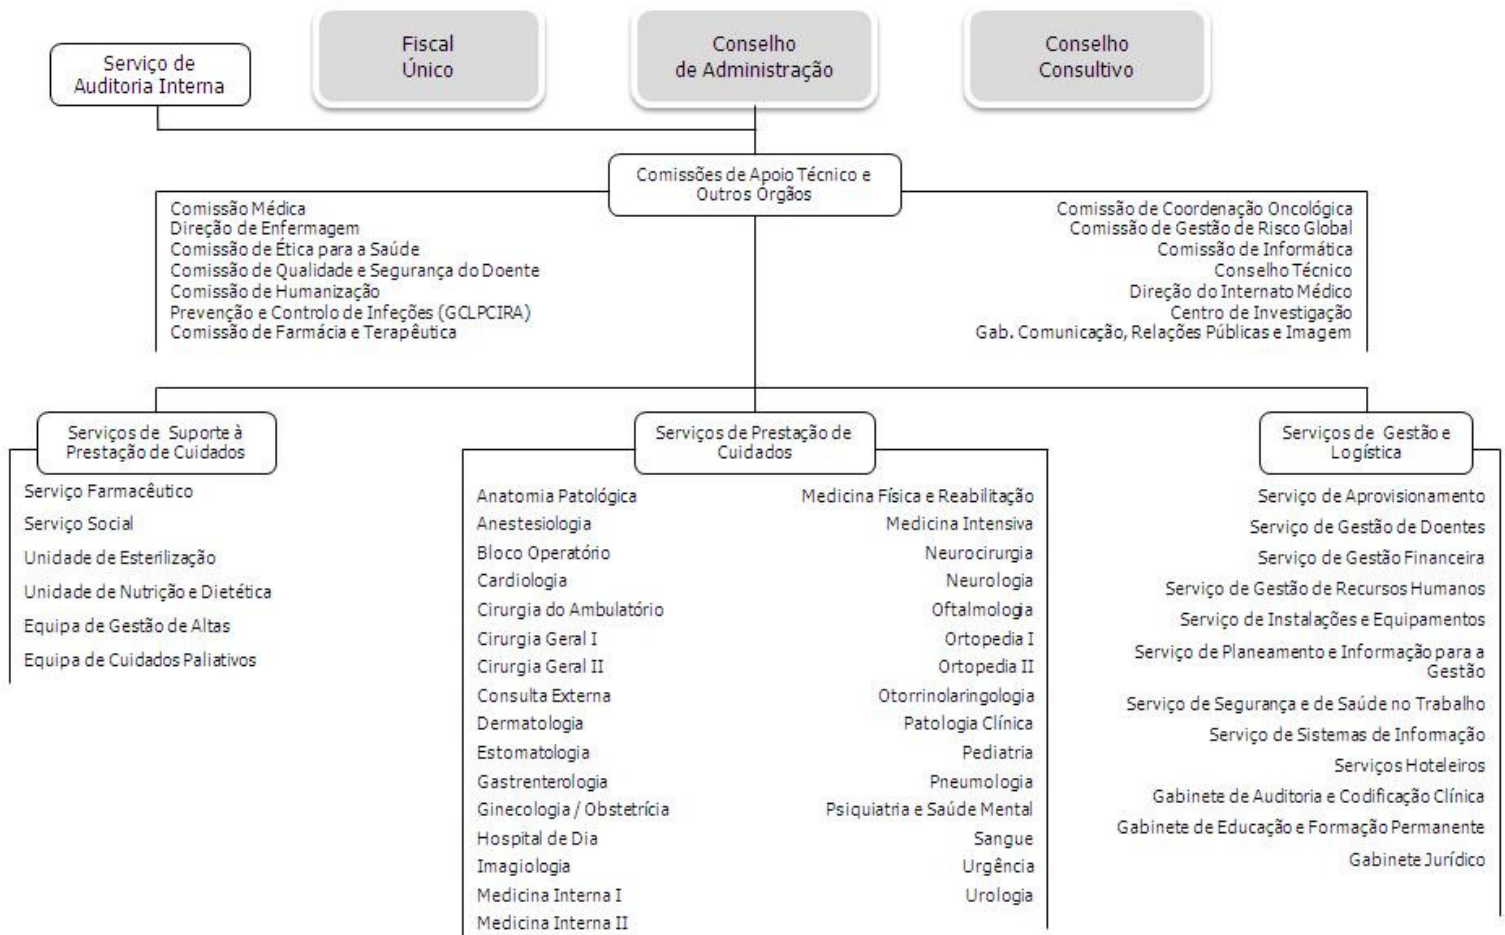 Serviço de
Auditoria Interna
Fiscal
Único
Conselho
de Administração
Conselho
Consultivo
Comissões de Apoio Técnico e
Outros Órgãos
Comissão Médica
Direção de Enfermagem
Comissão de Ética para a Saúde
Comissão de Qualidade e Segurança do Doente
Comissão de Humanização
Prevenção e Controlo de Infeções (GCLPCIRA)
Comissão de Farmácia e Terapêutica
Comissão de Coordenação Oncológica
Comissão de Gestão de Risco Global
Comissão de Informática
Conselho Técnico
Direção do Internato Médico
Centro de Investigação
Gab. Comunicação, Relações Públicas e Imagem
Serviços de Suporte à
Prestação de Cuidados
Serviço Farmacêutico
Serviço Social
Unidade de Esterilização
Unidade de Nutrição e Dietética
Equipa de Gestão de Altas
Equipa de Cuidados Paliativos
Serviços de Prestação de
Cuidados
Anatomia Patológica
Anestesiologia
Bloco Operatório
Cardiologia
Cirurgia do Ambulatório
Cirurgia Geral I
Cirurgia Geral II
Consulta Externa
Dermatologia
Estomatologia
Gastrenterologia
Ginecologia / Obstetrícia
Hospital de Dia
Imagiologia
Medicina Interna I
Medicina Interna II
Medicina Física e Reabilitação
Medicina Intensiva
Neurocirurgia
Neurologia
Oftalmologia
Ortopedia I
Ortopedia II
Otorrinolaringologia
Patologia Clínica
Pediatria
Pneumologia
Psiquiatria e Saúde Mental
Sangue
Urgência
Urologia
Serviços de Gestão e
Logística
Serviço de Aprovisionamento
Serviço de Gestão de Doentes
Serviço de Gestão Financeira
Serviço de Gestão de Recursos Humanos
Serviço de Instalações e Equipamentos
Serviço de Planeamento e Informação para a
Gestão
Serviço de Segurança e de Saúde no Trabalho
Serviço de Sistemas de Informação
Serviços Hoteleiros
Gabinete de Auditoria e Codificação Clínica
Gabinete de Educação e Formação Permanente
Gabinete Jurídico